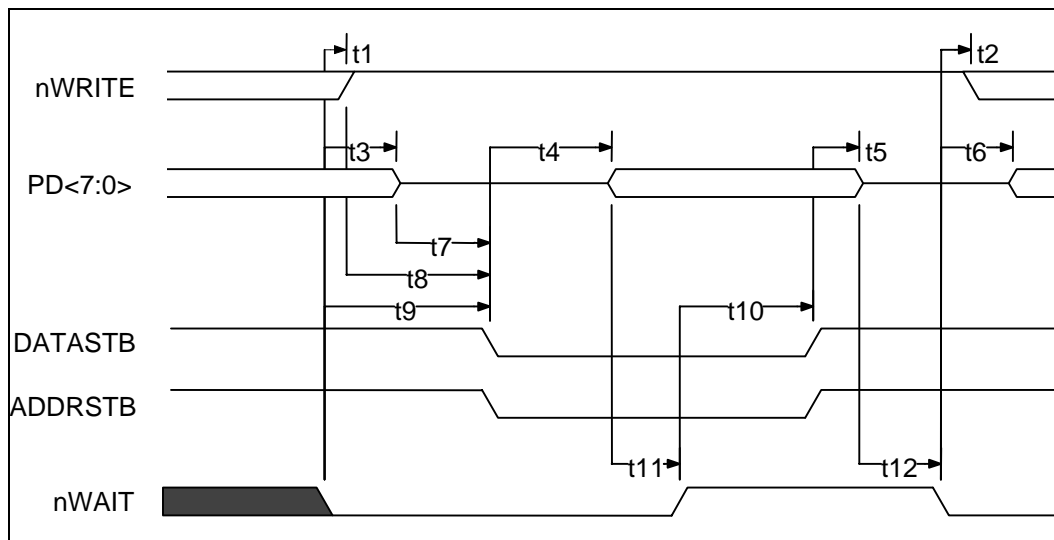 t1
t2
nWRITE
t3
t4
t5
t6
PD<7:0>
t7
t8
t9
t10
DATASTB
ADDRSTB
t11
t12
nWAIT